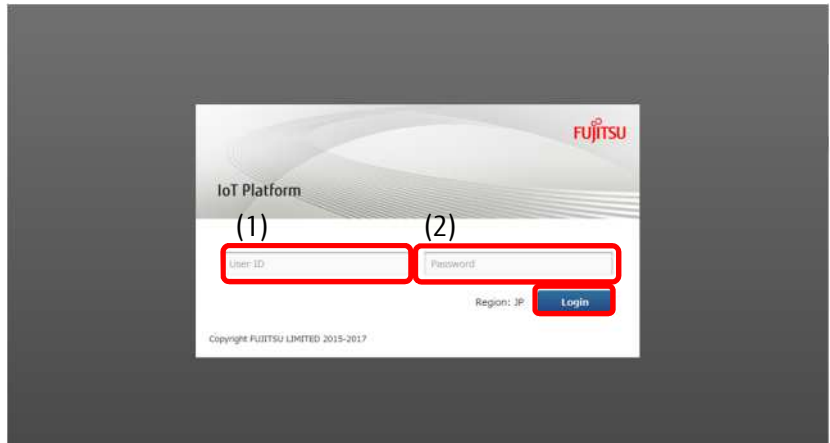 FUJITSU
IoT Platform
(1) (2)
User ID Password
Region: JP Login
Copyright FUJITSU LIMITED 2015-2017